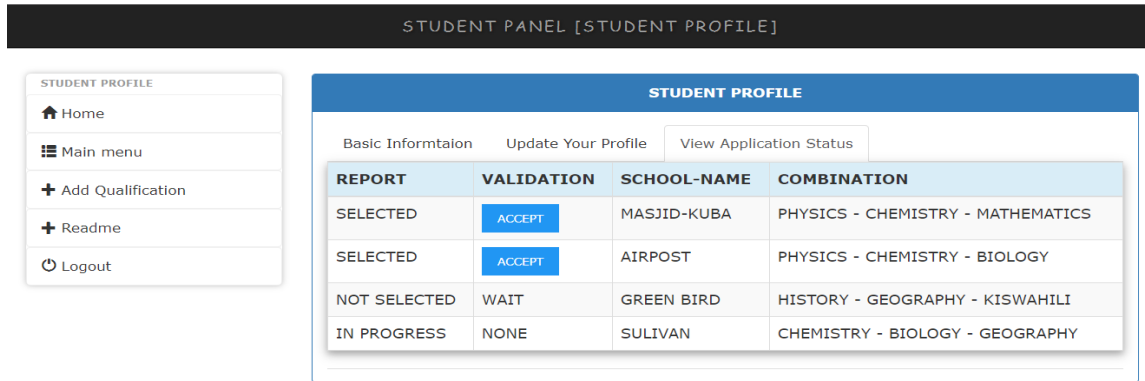 STUDENT PANEL [STUDENT PROFILE]
STUDENT PROFILE
Home
Main menu
Add Qualification
Readme
Logout
STUDENT PROFILE
Basic Informtaion Update Your Profile View Application Status
REPORT VALIDATION SCHOOL-NAME COMBINATION
SELECTED ACCEPT MASJID-KUBA PHYSICS - CHEMISTRY - MATHEMATICS
SELECTED ACCEPT AIRPOST PHYSICS - CHEMISTRY - BIOLOGY
NOT SELECTED WAIT GREEN BIRD HISTORY - GEOGRAPHY - KISWAHILI
IN PROGRESS NONE SULIVAN CHEMISTRY - BIOLOGY - GEOGRAPHY